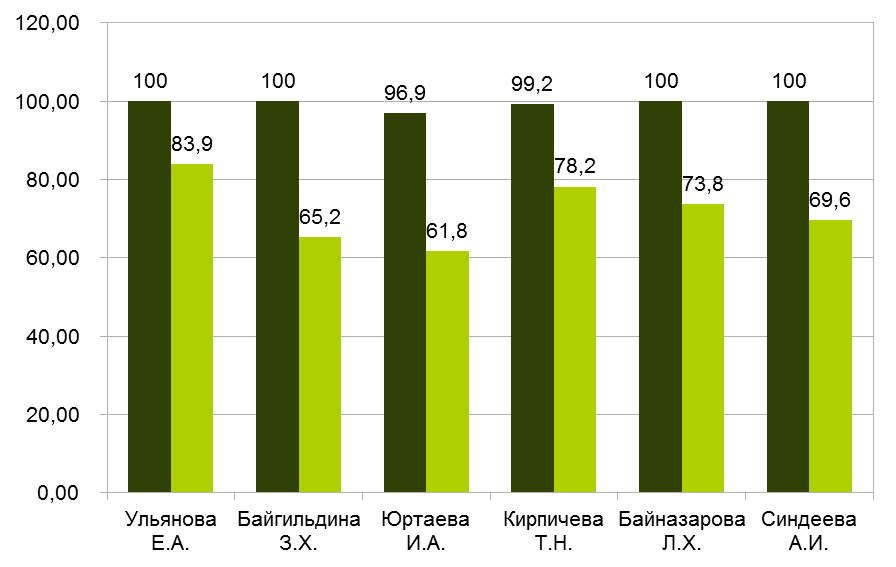 120,00
100,00
80,00
60,00
40,00
20,00
0,00
100
83,9
100
65,2
96,9
61,8
99,2
78,2
100
73,8
100
69,6
Ульянова
Е.А.
Байгильдина
З.Х.
Юртаева
И.А.
Кирпичева
Т.Н.
Байназарова
Л.Х.
Синдеева
А.И.